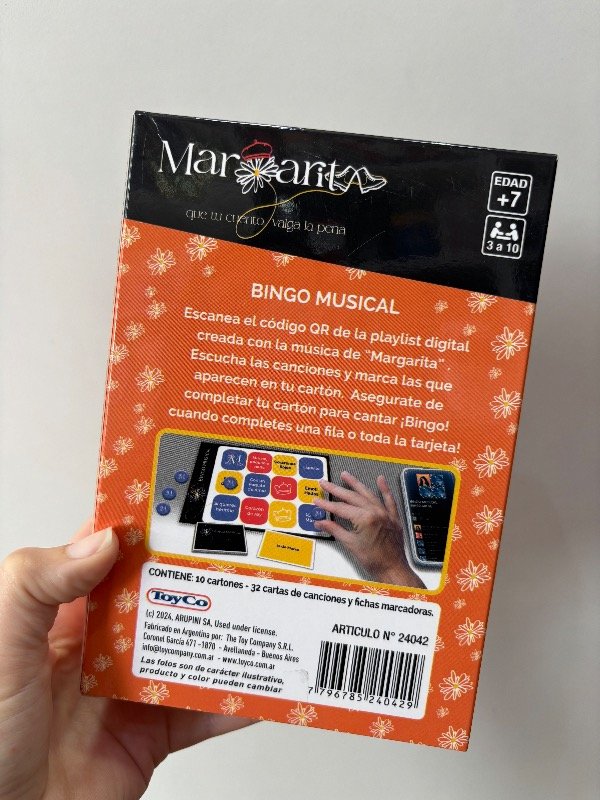 Margarita
que tu cuento valga la pena
EDAD
+7
3 a 10
BINGO MUSICAL
Escanea el código QR de la playlist digital
creada con la música de "Margarita" .
Escucha las canciones y marca las que
aparecen en tu cartón. Asegurate de
completar tu cartón para cantar ¡Bingo!
cuando completes una fila o toda la tarjeta!
CONTIENE: 10 cartones - 32 cartas de canciones y fichas marcadoras.
ToyCo
(c) 2024, ARUPINI SA, Used under license.
Fabricado en Argentina por: The Toy Company S.R.L.
Coronel García 471 -1870 - Avellaneda - Buenos Aires
info@toycompany.com.ar - www.toyco.com.ar
Las fotos son de carácter ilustrativo,
producto y color pueden cambiar
ARTICULO N° 24042
7 796785 240429